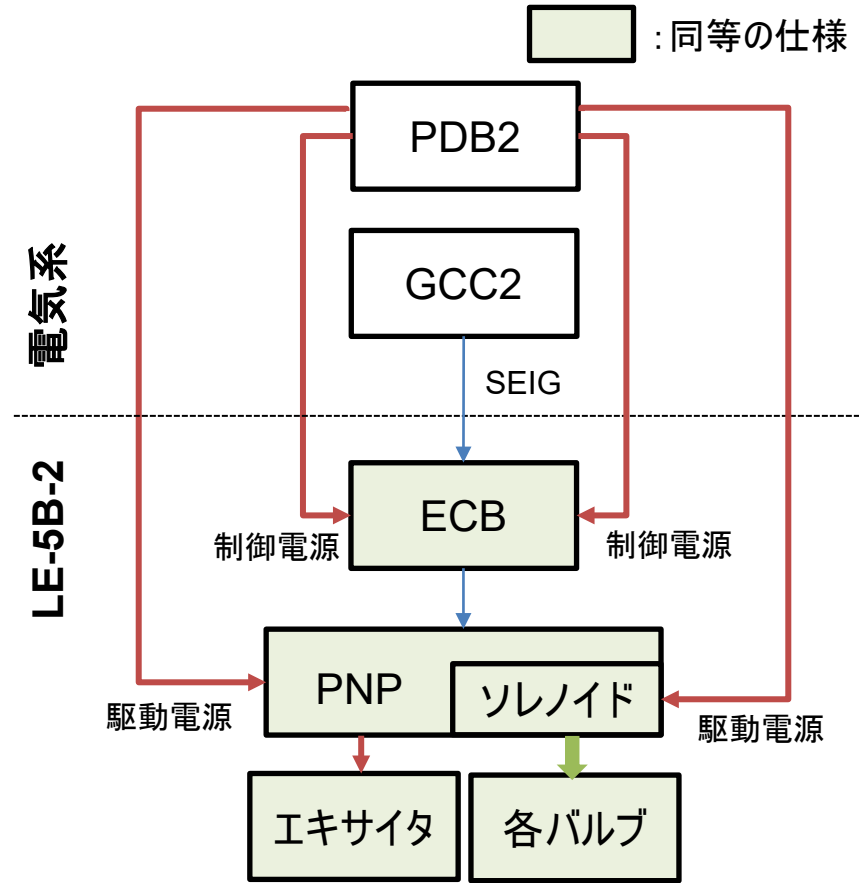 :同等の仕様
PDB2
GCC2
電気系
SEIG
LE-5B-2
ECB
制御電源
制御電源
PNP
ソレノイド
駆動電源
駆動電源
エキサイタ
各バルブ